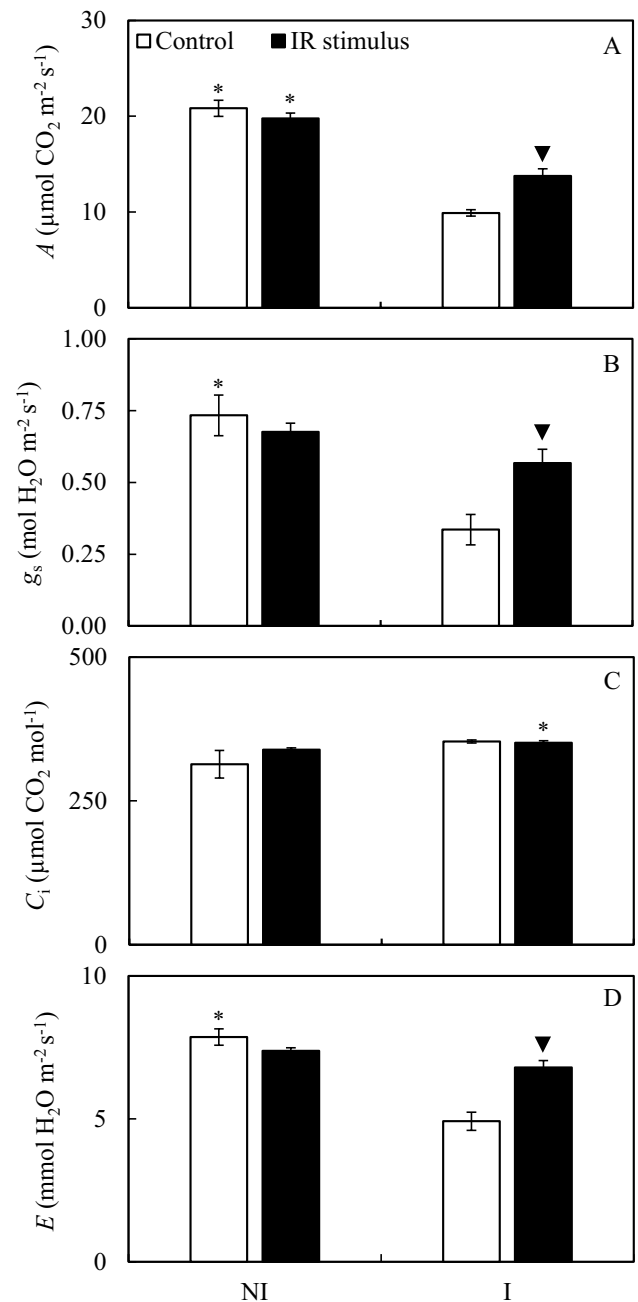 Control IR stimulus A
30
20
10
0
A (µmol CO₂ m⁻² s⁻¹)
* *
▼
B
1.00
0.75
0.50
0.25
0.00
gₛ (mol H₂O m⁻² s⁻¹)
*
▼
C
500
250
0
Cᵢ (µmol CO₂ mol⁻¹)
*
D
10
5
0
E (mmol H₂O m⁻² s⁻¹)
*
▼
NI I